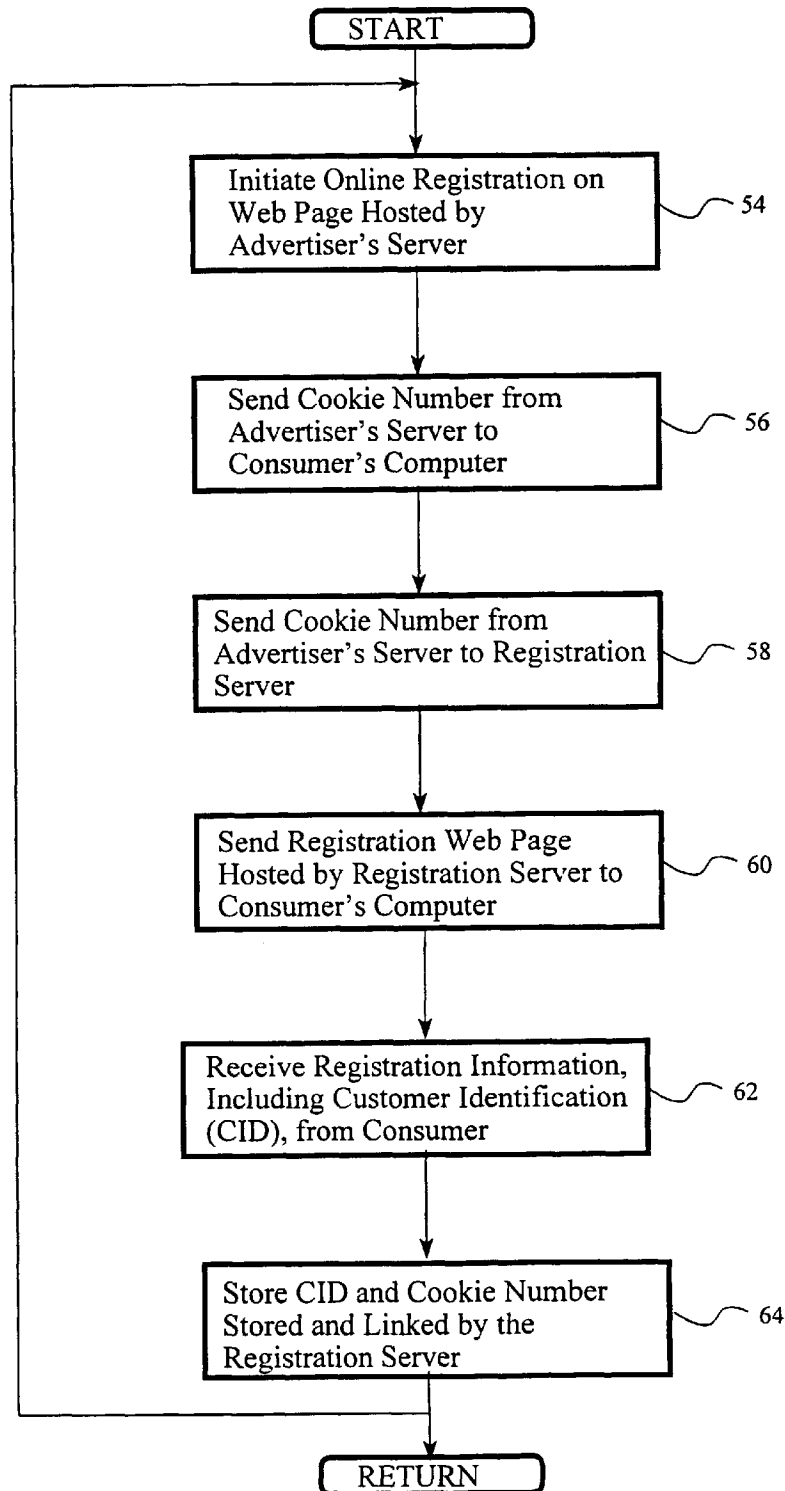 START
Initiate Online Registration on
Web Page Hosted by
Advertiser's Server
54
Send Cookie Number from
Advertiser's Server to
Consumer's Computer
56
Send Cookie Number from
Advertiser's Server to Registration
Server
58
Send Registration Web Page
Hosted by Registration Server to
Consumer's Computer
60
Receive Registration Information,
Including Customer Identification
(CID), from Consumer
62
Store CID and Cookie Number
Stored and Linked by the
Registration Server
64
RETURN